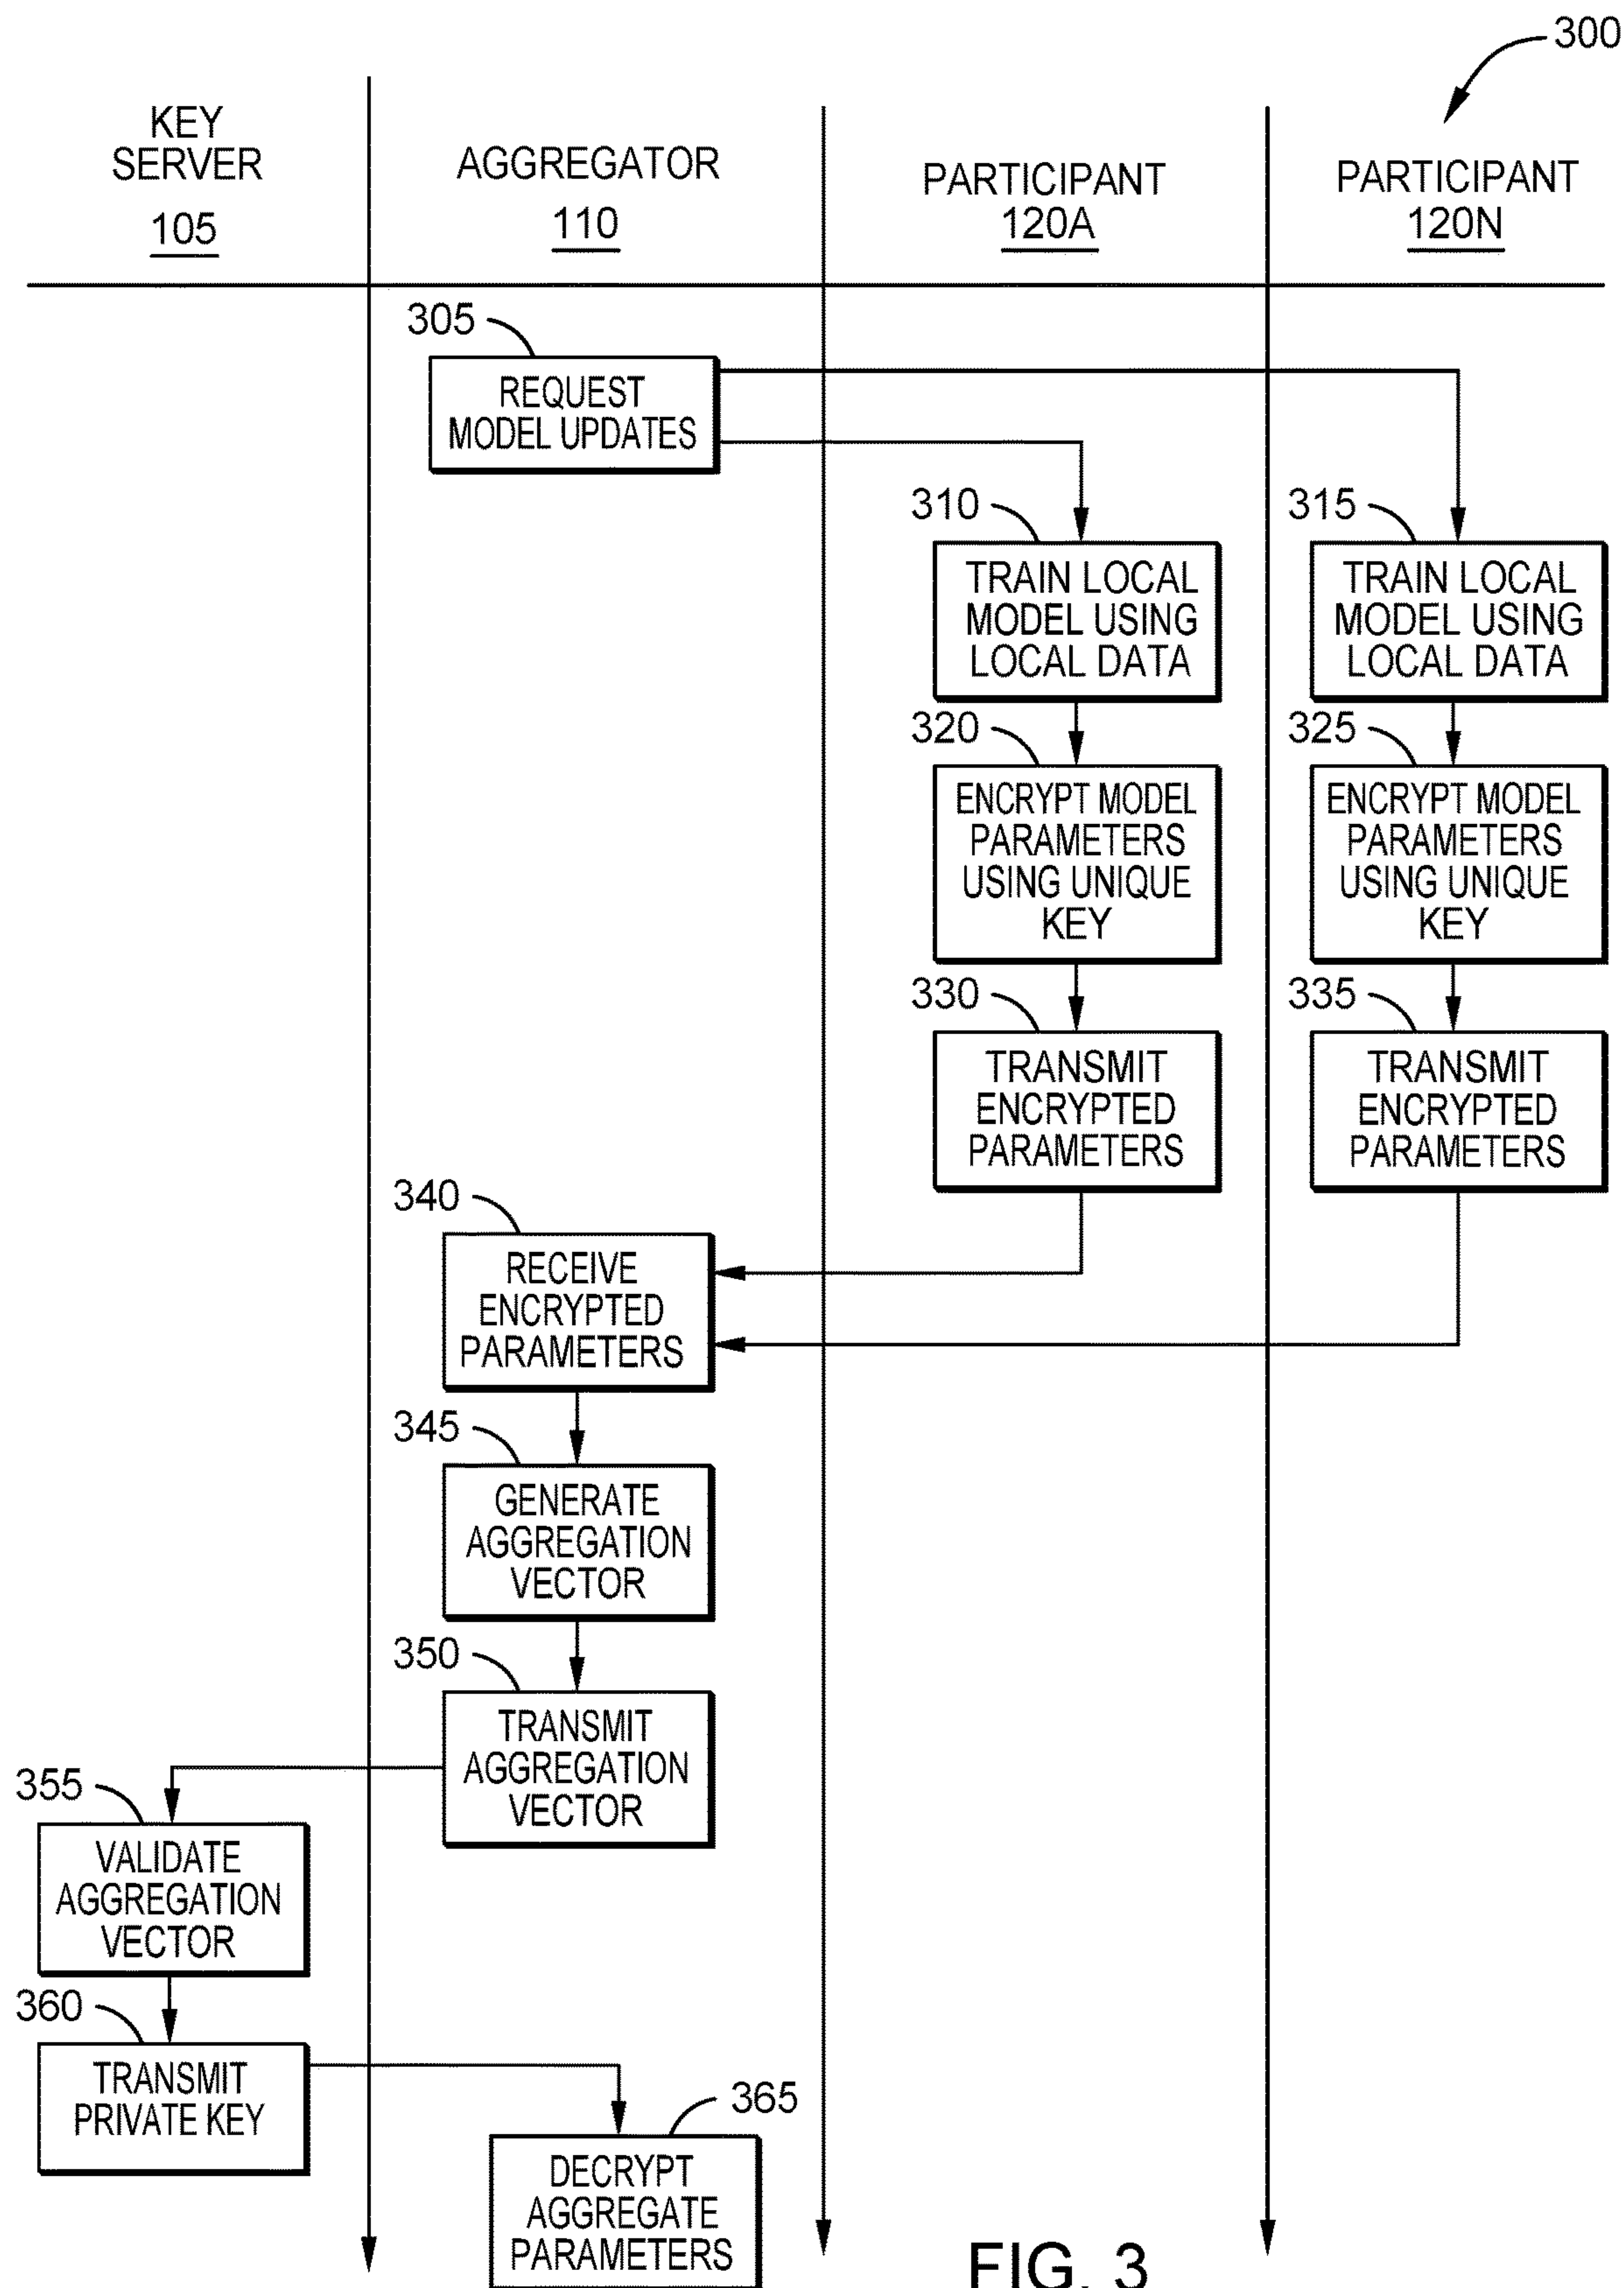 300
KEY
SERVER
105
AGGREGATOR
110
PARTICIPANT
120A
PARTICIPANT
120N
305
REQUEST
MODEL UPDATES
310
TRAIN LOCAL
MODEL USING
LOCAL DATA
315
TRAIN LOCAL
MODEL USING
LOCAL DATA
320
ENCRYPT MODEL
PARAMETERS
USING UNIQUE
KEY
325
ENCRYPT MODEL
PARAMETERS
USING UNIQUE
KEY
330
TRANSMIT
ENCRYPTED
PARAMETERS
335
TRANSMIT
ENCRYPTED
PARAMETERS
340
RECEIVE
ENCRYPTED
PARAMETERS
345
GENERATE
AGGREGATION
VECTOR
350
TRANSMIT
AGGREGATION
VECTOR
355
VALIDATE
AGGREGATION
VECTOR
360
TRANSMIT
PRIVATE KEY
365
DECRYPT
AGGREGATE
PARAMETERS
FIG. 3